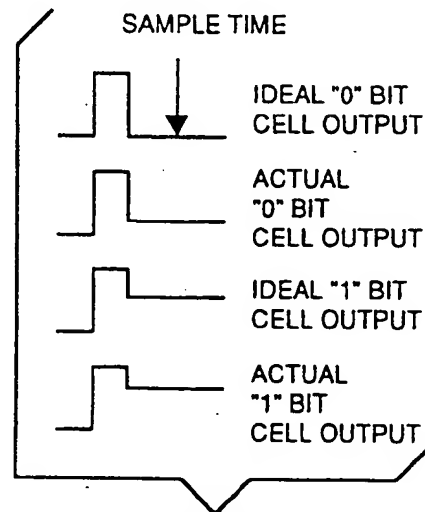 SAMPLE TIME
IDEAL "0" BIT
CELL OUTPUT
ACTUAL
"0" BIT
CELL OUTPUT
IDEAL "1" BIT
CELL OUTPUT
ACTUAL
"1" BIT
CELL OUTPUT